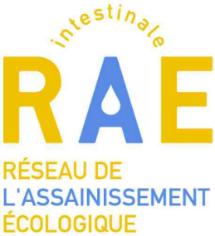 intestinale
RAE
RÉSEAU DE
L'ASSAINISSEMENT
ÉCOLOGIQUE